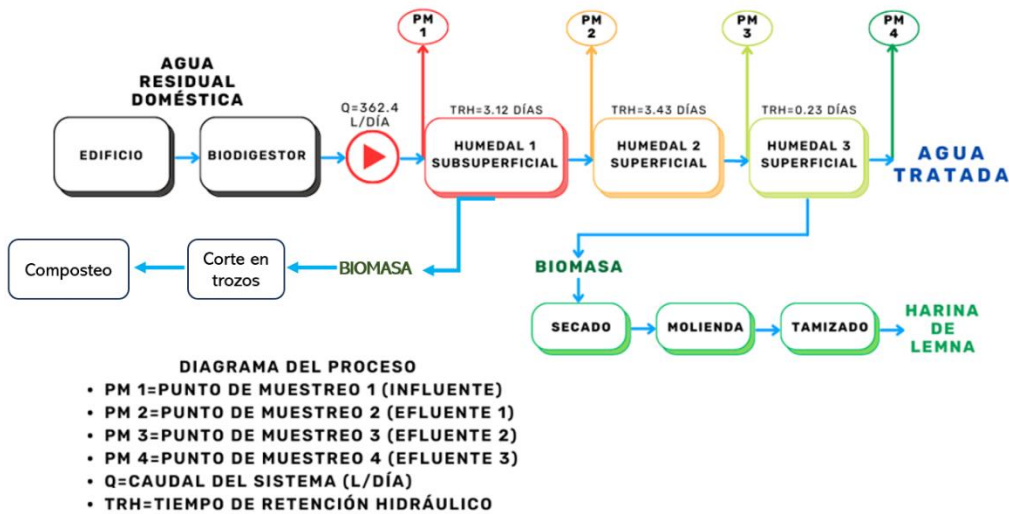 PM
1
PM
2
PM
3
PM
4
AGUA
RESIDUAL
DOMÉSTICA
Q=362.4
L/DÍA
TRH=3.12 DÍAS
TRH=3.43 DÍAS
TRH=0.23 DÍAS
EDIFICIO
BIODIGESTOR
HUMEDAL 1
SUBSUPERFICIAL
HUMEDAL 2
SUPERFICIAL
HUMEDAL 3
SUPERFICIAL
AGUA
TRATADA
Composteo
Corte en
trozos
BIOMASA
BIOMASA
SECADO
MOLIENDA
TAMIZADO
HARINA
DE
LEMNA
DIAGRAMA DEL PROCESO
• PM 1=PUNTO DE MUESTREO 1 (INFLUENTE)
• PM 2=PUNTO DE MUESTREO 2 (EFLUENTE 1)
• PM 3=PUNTO DE MUESTREO 3 (EFLUENTE 2)
• PM 4=PUNTO DE MUESTREO 4 (EFLUENTE 3)
• Q=CAUDAL DEL SISTEMA (L/DÍA)
• TRH=TIEMPO DE RETENCIÓN HIDRÁULICO